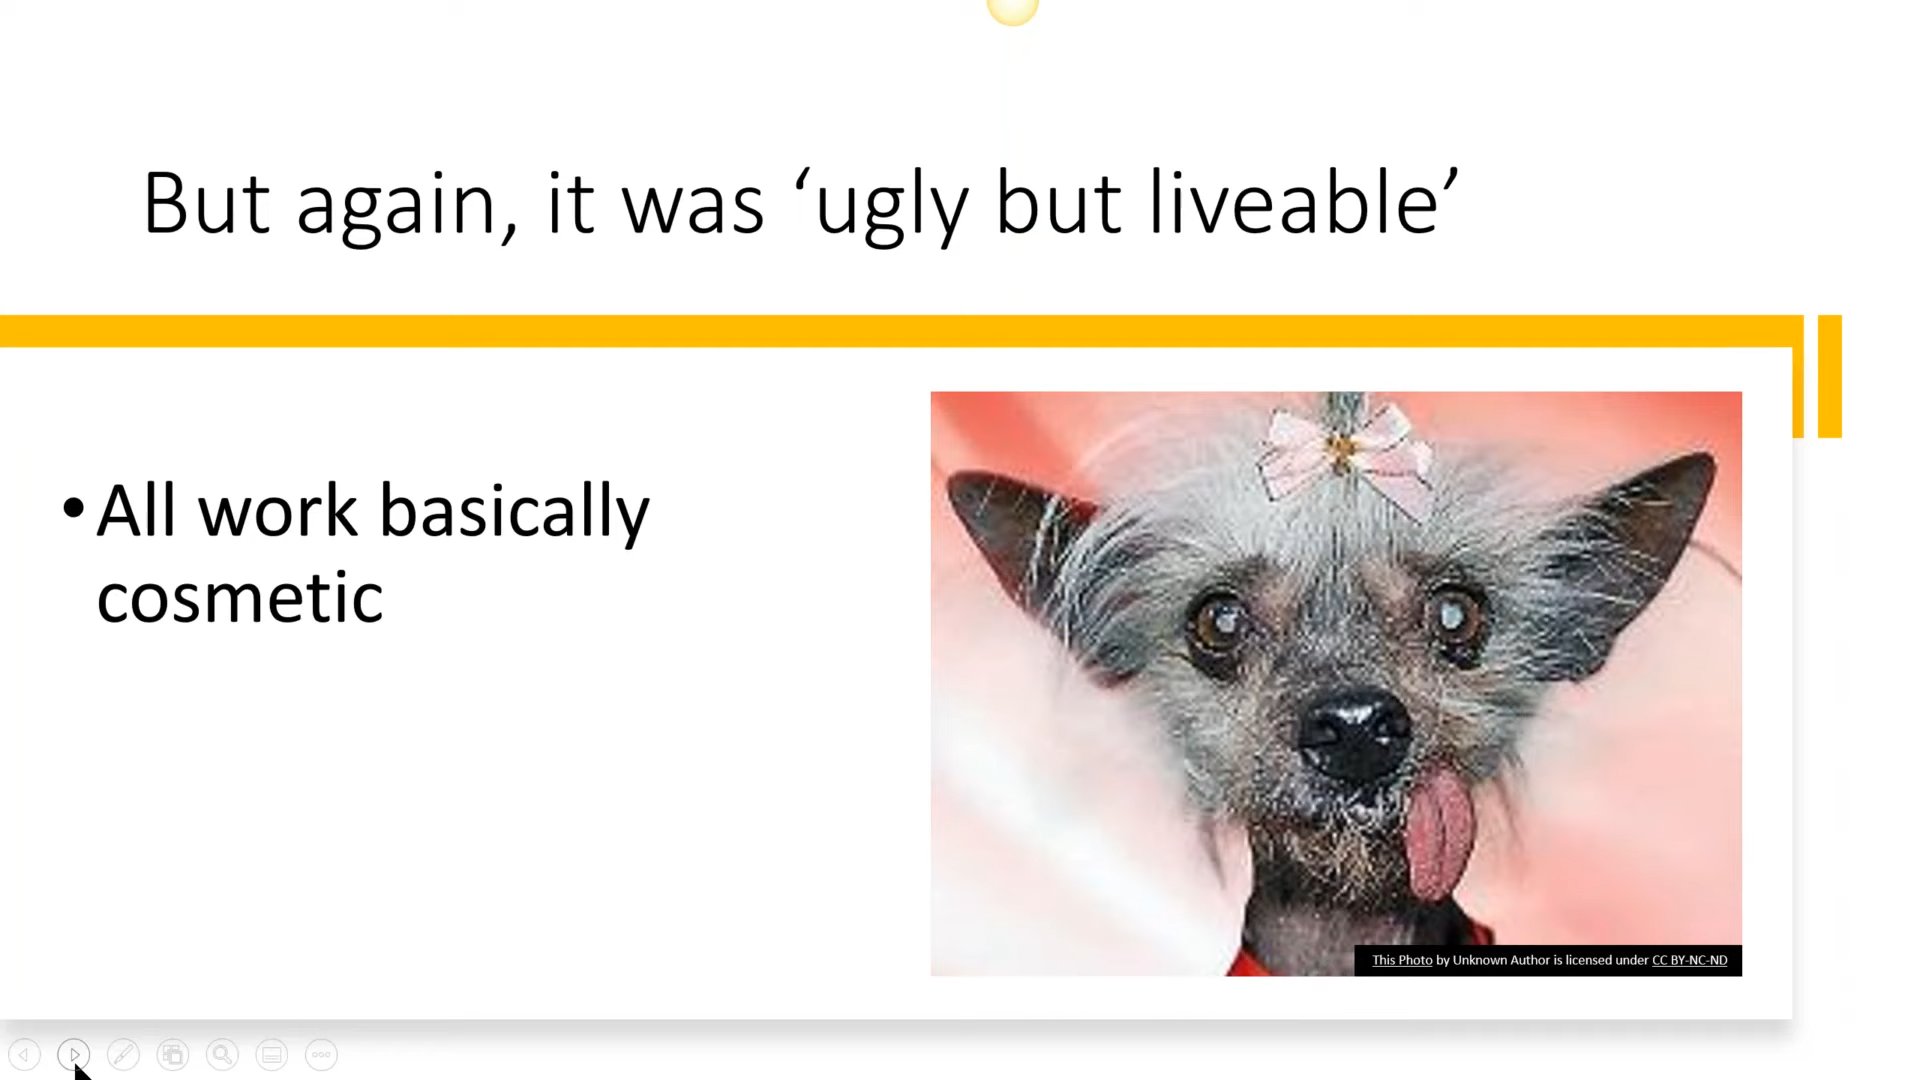 But again, it was ‘ugly but liveable’
•All work basically
cosmetic
This Photo by Unknown Author is licensed under CC BY-NC-ND